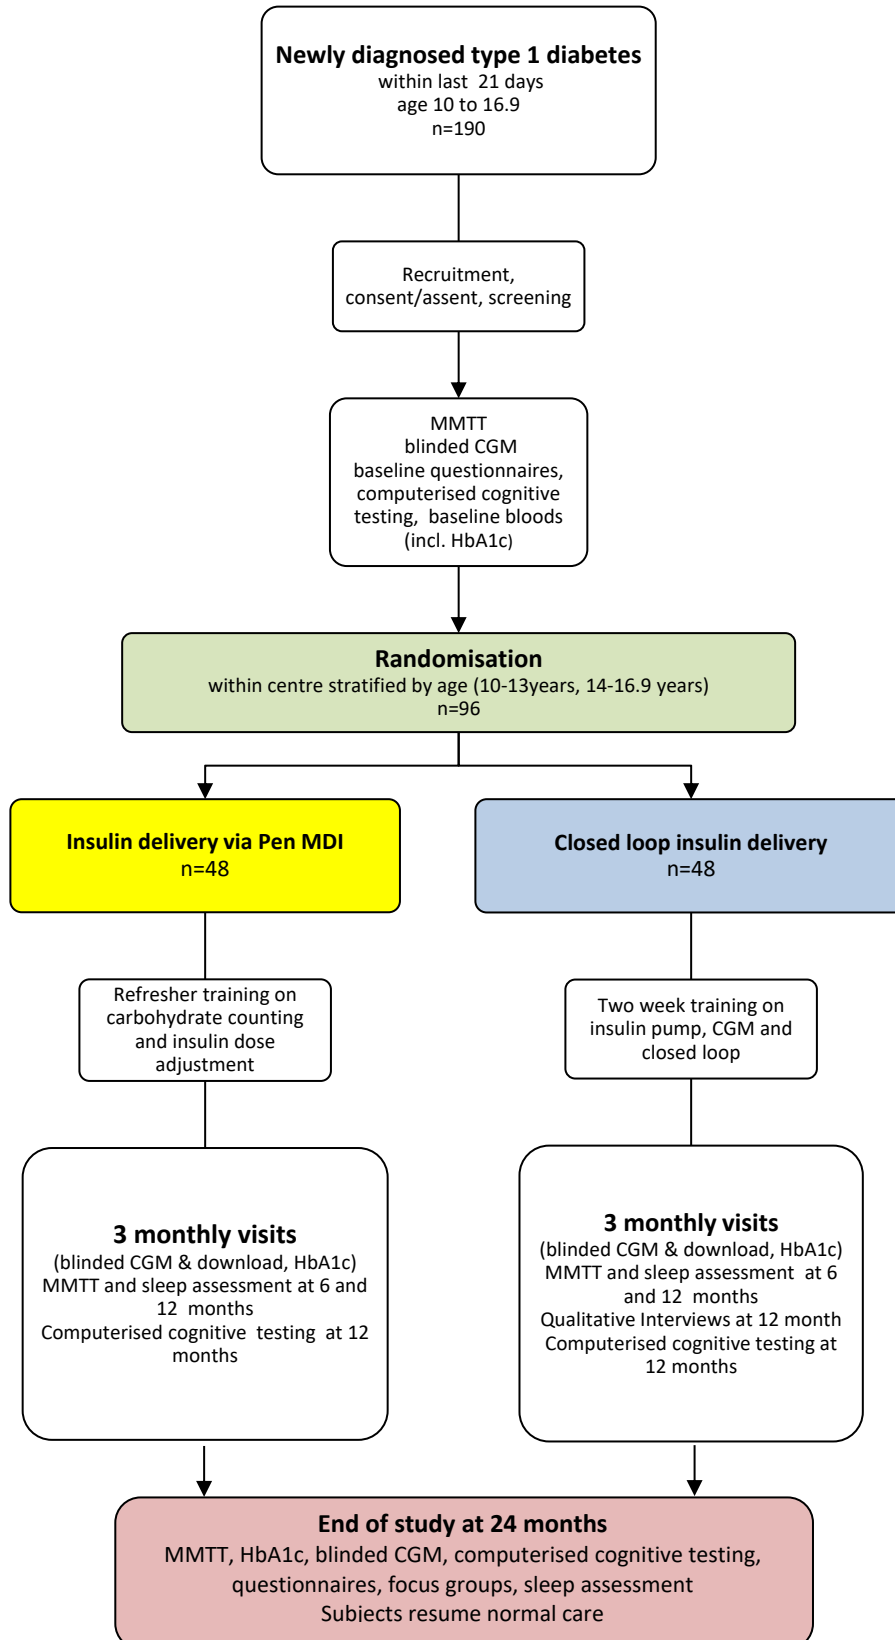 Newly diagnosed type 1 diabetes
within last 21 days
age 10 to 16.9
n=190
Recruitment,
consent/assent, screening
MMTT
blinded CGM
baseline questionnaires,
computerised cognitive
testing, baseline bloods
(incl. HbA1c)
Randomisation
within centre stratified by age (10-13years, 14-16.9 years)
n=96
Insulin delivery via Pen MDI
n=48
Closed loop insulin delivery
n=48
Refresher training on
carbohydrate counting
and insulin dose
adjustment
Two week training on
insulin pump, CGM and
closed loop
3 monthly visits
(blinded CGM & download, HbA1c)
MMTT and sleep assessment at 6 and
12 months
Computerised cognitive testing at 12
months
3 monthly visits
(blinded CGM & download, HbA1c)
MMTT and sleep assessment at 6
and 12 months
Qualitative Interviews at 12 month
Computerised cognitive testing at
12 months
End of study at 24 months
MMTT, HbA1c, blinded CGM, computerised cognitive testing,
questionnaires, focus groups, sleep assessment
Subjects resume normal care